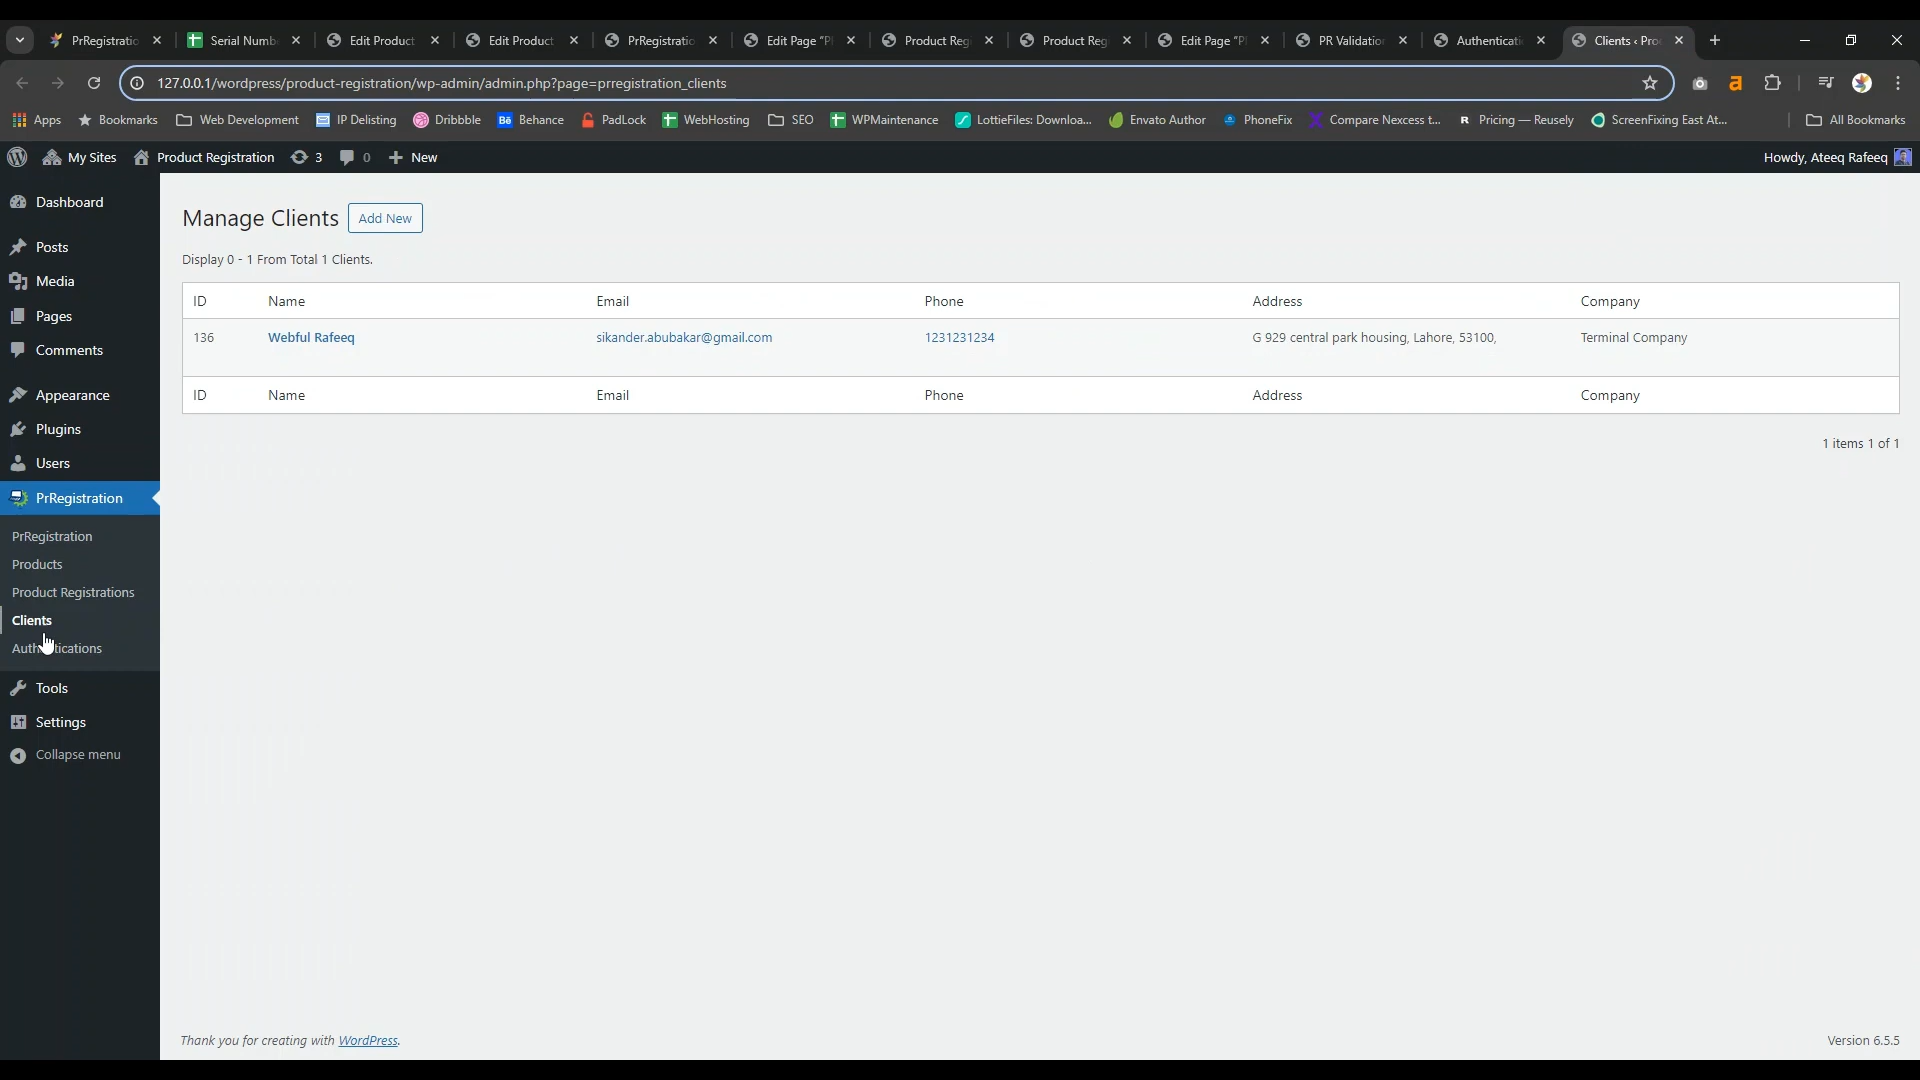 PrRegistratio
Serial Numb
Edit Product
Edit Product
PrRegistratio
Edit Page "P
Product Reg
Product Reg
Edit Page "P
PR Validation
Authenticati
Clients ‹ Pro
127.0.0.1/wordpress/product-registration/wp-admin/admin.php?page=prregistration_clients
Apps
Bookmarks
Web Development
IP Delisting
Dribbble
Behance
PadLock
WebHosting
SEO
WPMaintenance
LottieFiles: Downloa...
Envato Author
PhoneFix
Compare Nexcess t...
Pricing — Reusely
ScreenFixing East At...
All Bookmarks
My Sites
Product Registration
3
0
New
Howdy, Ateeq Rafeeq
Dashboard
Posts
Media
Pages
Comments
Appearance
Plugins
Users
PrRegistration
PrRegistration
Products
Product Registrations
Clients
Tools
Settings
Collapse menu
Manage Clients Add New
Display 0 - 1 From Total 1 Clients.
ID Name Email Phone Address Company
136 Webful Rafeeq sikander.abubakar@gmail.com 1231231234 G 929 central park housing, Lahore, 53100, Terminal Company
ID Name Email Phone Address Company
1 items 1 of 1
Thank you for creating with WordPress.
Version 6.5.5